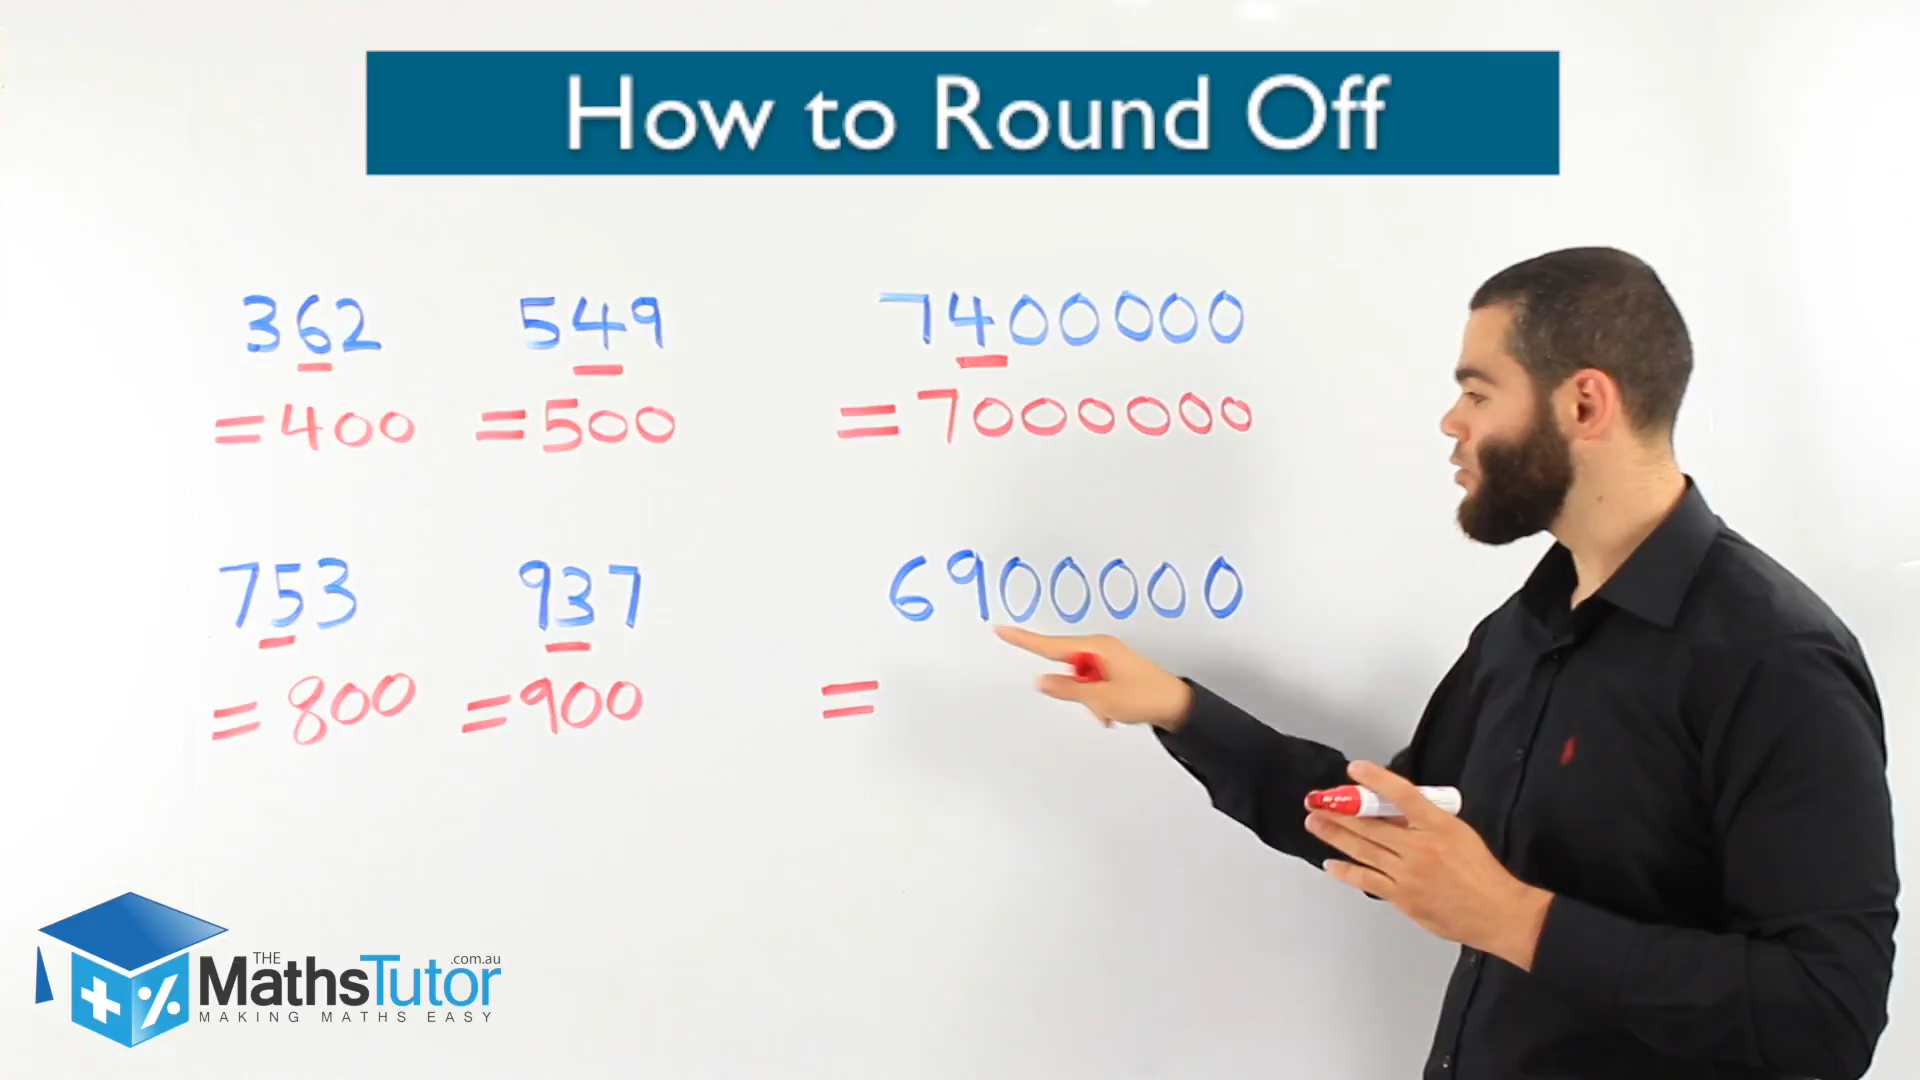 How to Round Off
362 549 7400000
=400 =500 =7000000
753 937 6900000
=800 =900 =
THE MathsTutor .com.au
MAKING MATHS EASY